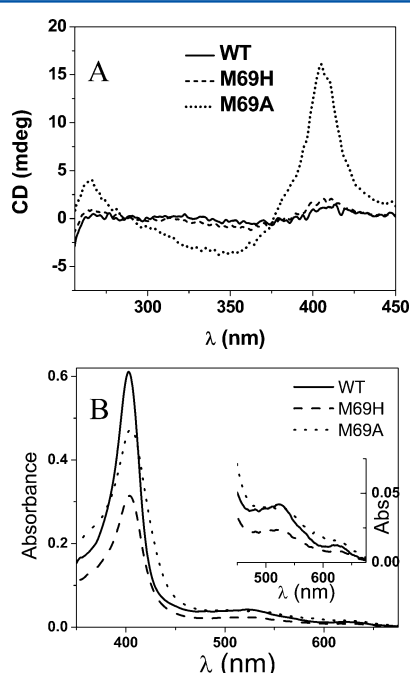 20
15
10
5
0
-5
CD (mdeg)
A
WT
M69H
M69A
300
350
400
450
λ (nm)
0.6
0.4
0.2
0.0
Absorbance
B
WT
M69H
M69A
0.05
0.00
Abs
500
600
λ (nm)
400
500
600
λ (nm)